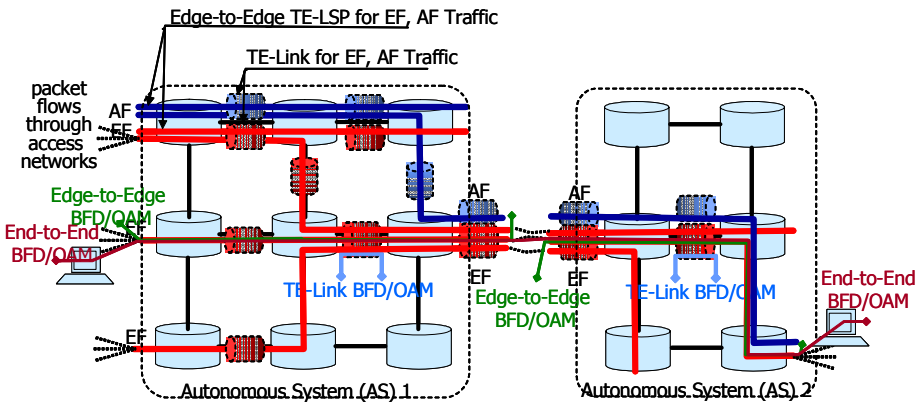 Edge-to-Edge TE-LSP for EF, AF Traffic
TE-Link for EF, AF Traffic
packet
flows
through
access
networks
AF
EF
Edge-to-Edge
BFD/OAM
EF
End-to-End
BFD/OAM
AF
EF
TE-Link BFD/OAM
Edge-to-Edge
BFD/OAM
AF
EF
TE-Link BFD/OAM
End-to-End
BFD/OAM
EF
Autonomous System (AS) 1
Autonomous System (AS) 2